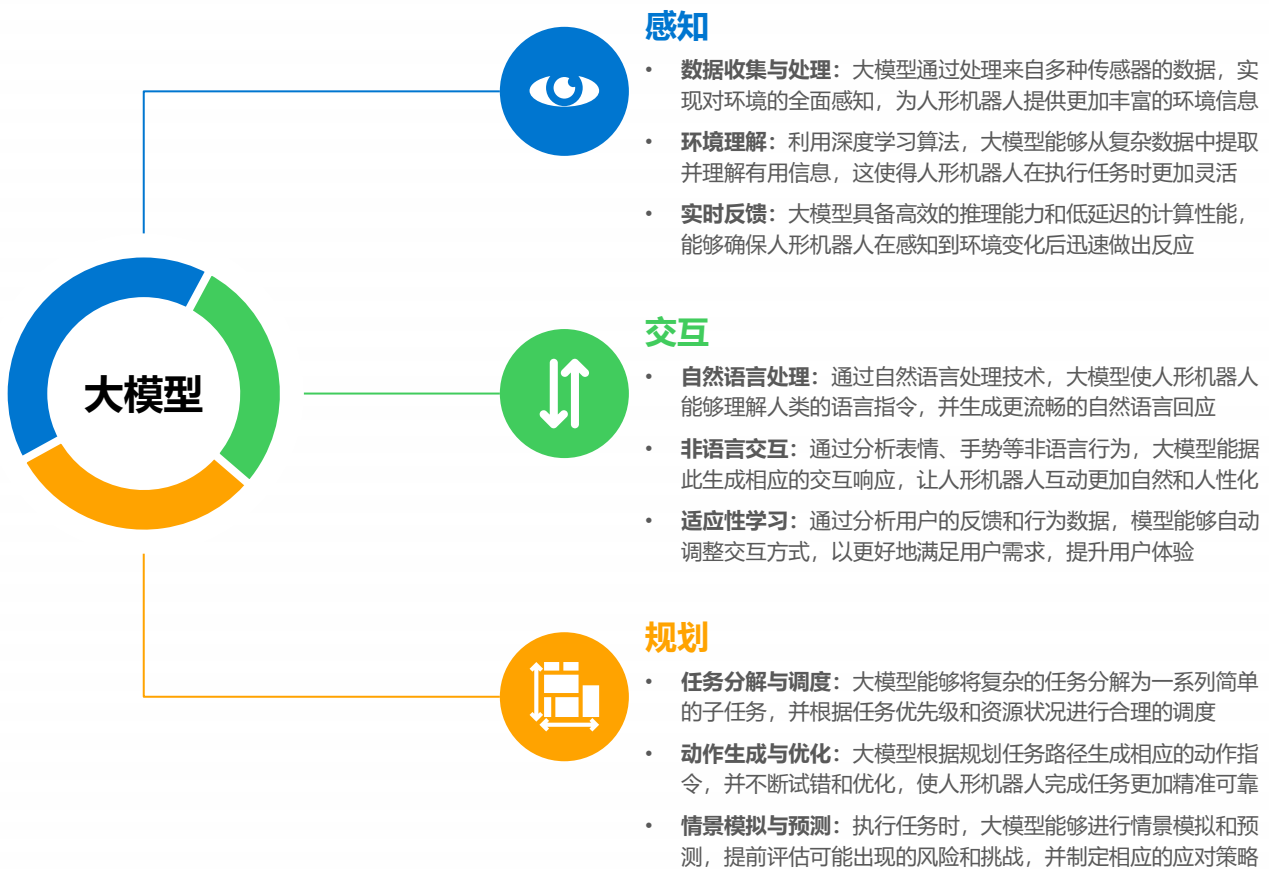 感知
• 数据收集与处理：大模型通过处理来自多种传感器的数据，实
现对环境的全面感知，为人形机器人提供更加丰富的环境信息
• 环境理解：利用深度学习算法，大模型能够从复杂数据中提取
并理解有用信息，这使得人形机器人在执行任务时更加灵活
• 实时反馈：大模型具备高效的推理能力和低延迟的计算性能，
能够确保人形机器人在感知到环境变化后迅速做出反应
大模型
交互
• 自然语言处理：通过自然语言处理技术，大模型使人形机器人
能够理解人类的语言指令，并生成更流畅的自然语言回应
• 非语言交互：通过分析表情、手势等非语言行为，大模型能据
此生成相应的交互响应，让人形机器人互动更加自然和人性化
• 适应性学习：通过分析用户的反馈和行为数据，模型能够自动
调整交互方式，以更好地满足用户需求，提升用户体验
规划
• 任务分解与调度：大模型能够将复杂的任务分解为一系列简单
的子任务，并根据任务优先级和资源状况进行合理的调度
• 动作生成与优化：大模型根据规划任务路径生成相应的动作指
令，并不断试错和优化，使人形机器人完成任务更加精准可靠
• 情景模拟与预测：执行任务时，大模型能够进行情景模拟和预
测，提前评估可能出现的风险和挑战，并制定相应的应对策略